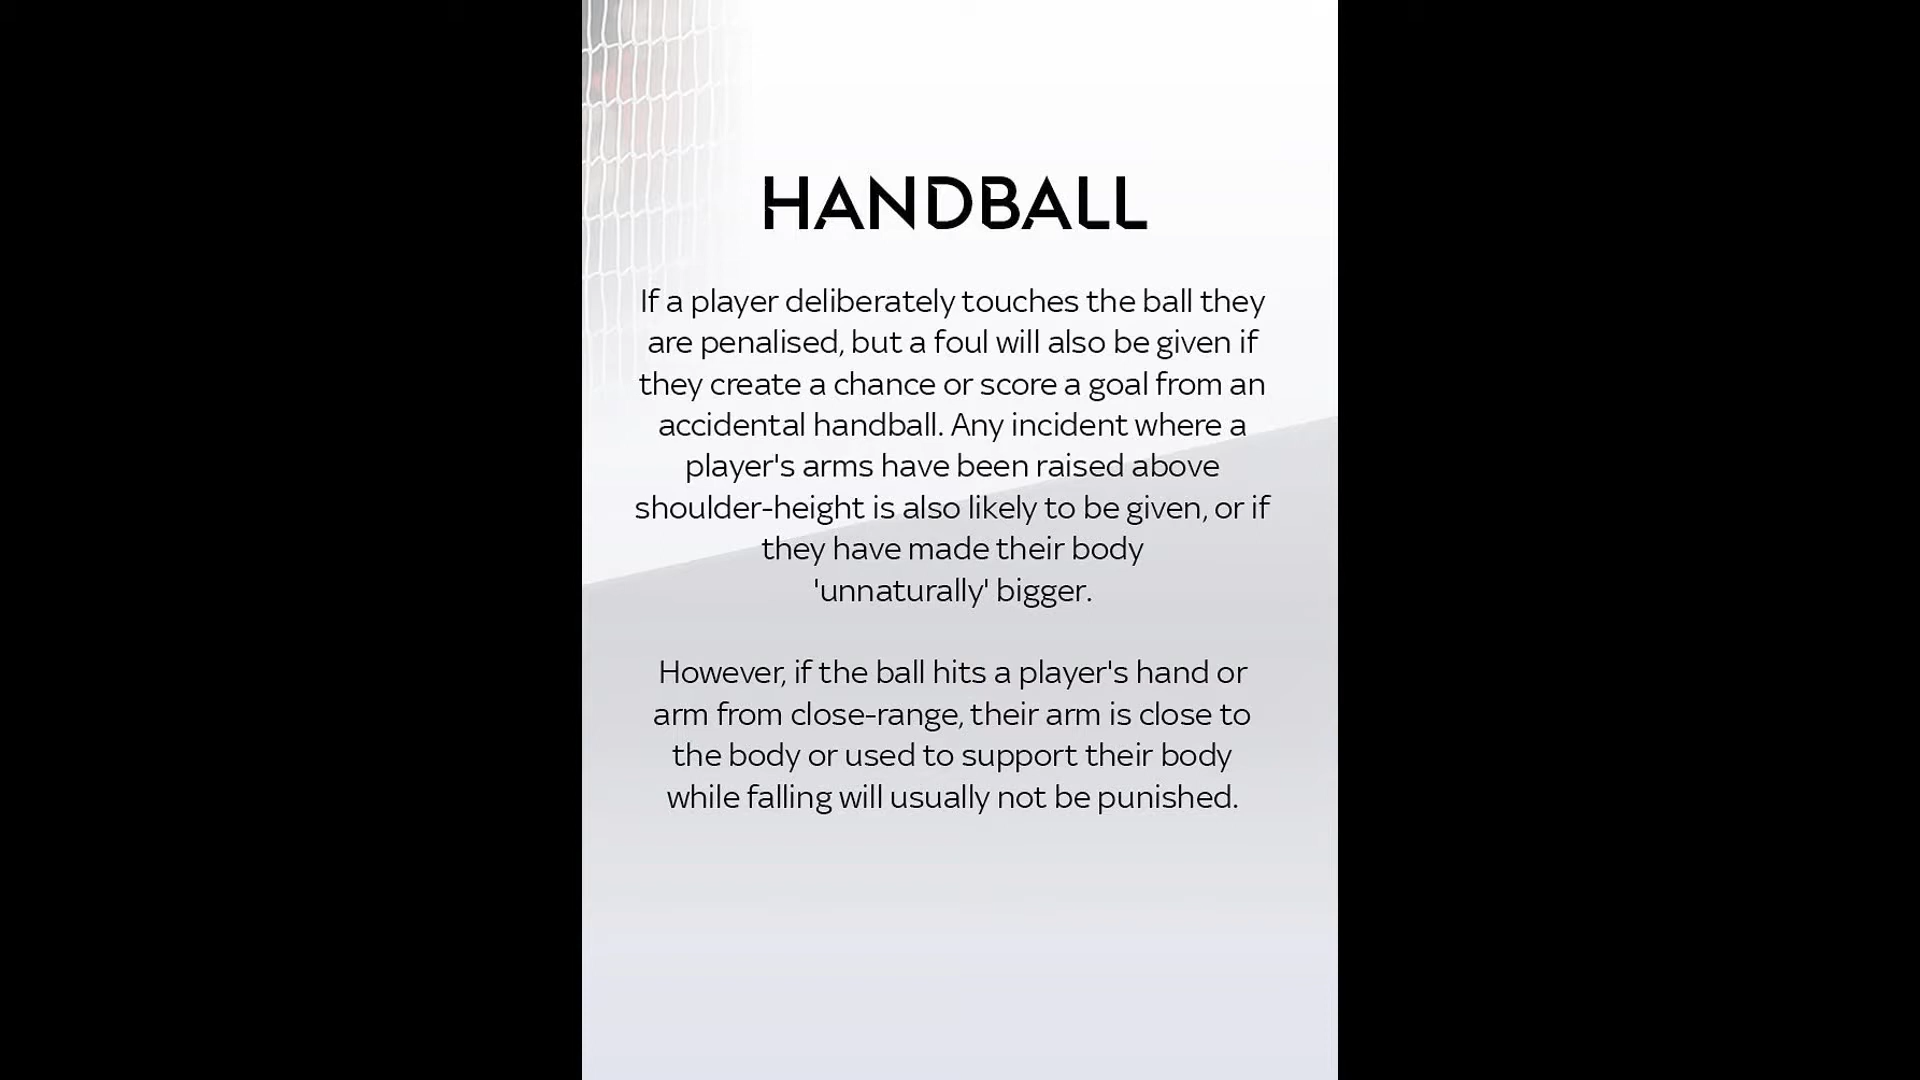 HANDBALL
If a player deliberately touches the ball they
are penalised, but a foul will also be given if
they create a chance or score a goal from an
accidental handball. Any incident where a
player's arms have been raised above
shoulder-height is also likely to be given, or if
they have made their body
'unnaturally' bigger.
However, if the ball hits a player's hand or
arm from close-range, their arm is close to
the body or used to support their body
while falling will usually not be punished.